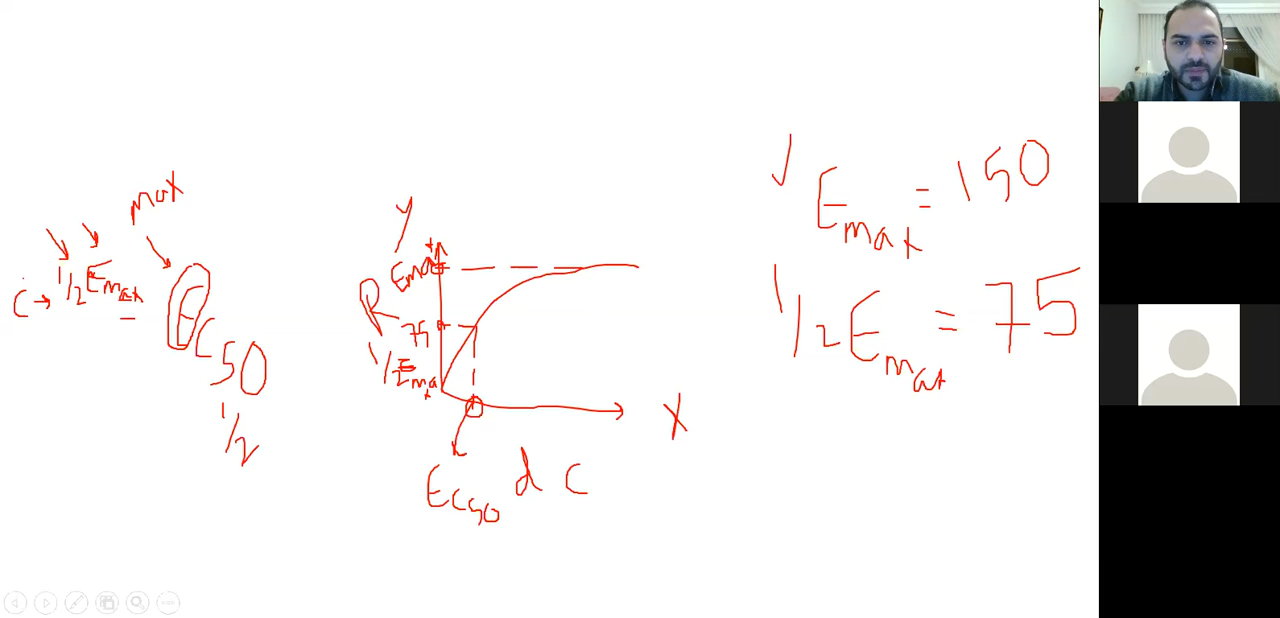 max
C → 1/2 Emax
EC50
1/2
Y
Emax
R
75
1/2 Emax
X
EC50
d C
Emax = 150
1/2 Emax = 75